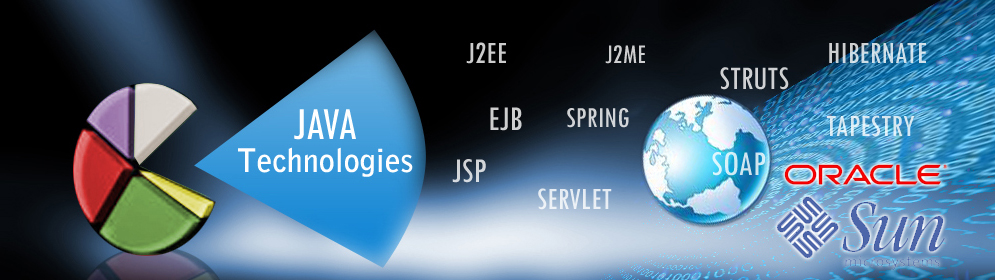 JAVA
Technologies
J2EE
J2ME
HIBERNATE
STRUTS
EJB
SPRING
TAPESTRY
JSP
SOAP
ORACLE
SERVLET
Sun
microsystems